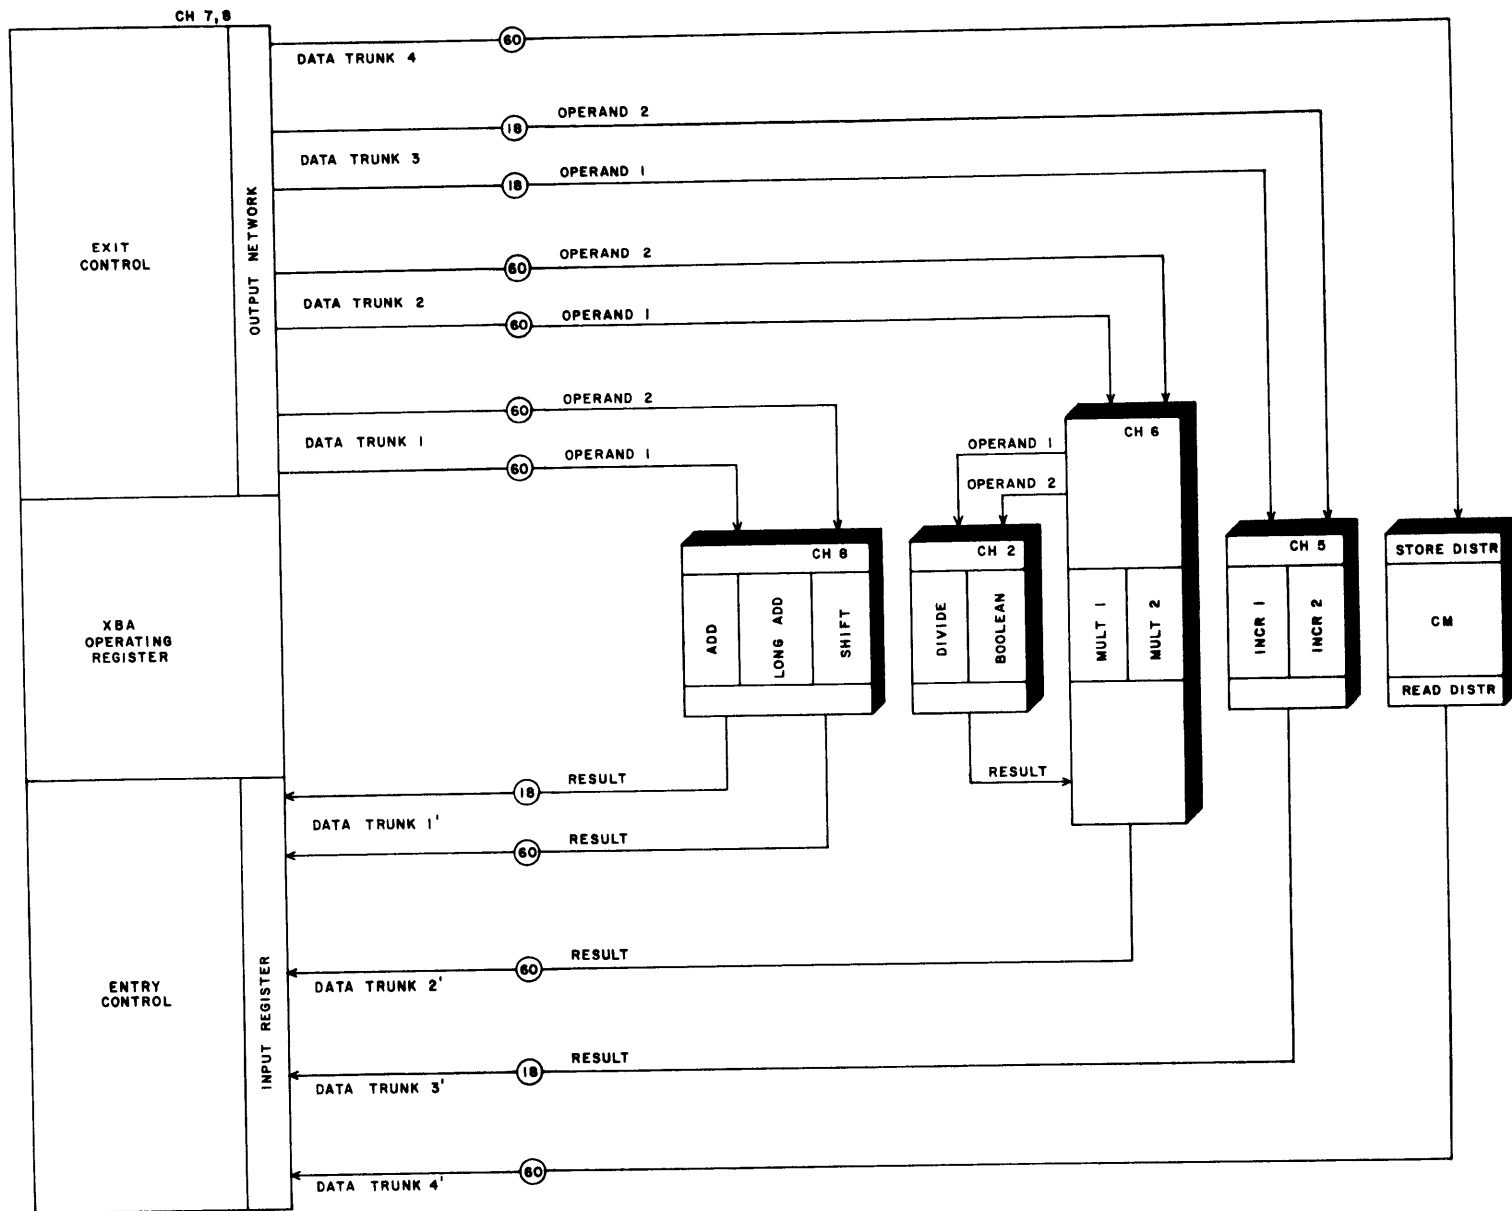 CH 7,8
60
DATA TRUNK 4
18
OPERAND 2
DATA TRUNK 3
18
OPERAND 1
EXIT
CONTROL
OUTPUT NETWORK
60
OPERAND 2
DATA TRUNK 2
60
OPERAND 1
60
OPERAND 2
DATA TRUNK 1
60
OPERAND 1
OPERAND 1
OPERAND 2
CH 6
CH 8
CH 2
CH 5
STORE DISTR
XBA
OPERATING
REGISTER
ADD
LONG ADD
SHIFT
DIVIDE
BOOLEAN
MULT 1
MULT 2
INCR 1
INCR 2
CM
READ DISTR
18
RESULT
RESULT
DATA TRUNK 1'
60
RESULT
ENTRY
CONTROL
INPUT REGISTER
60
RESULT
DATA TRUNK 2'
18
RESULT
DATA TRUNK 3'
60
DATA TRUNK 4'